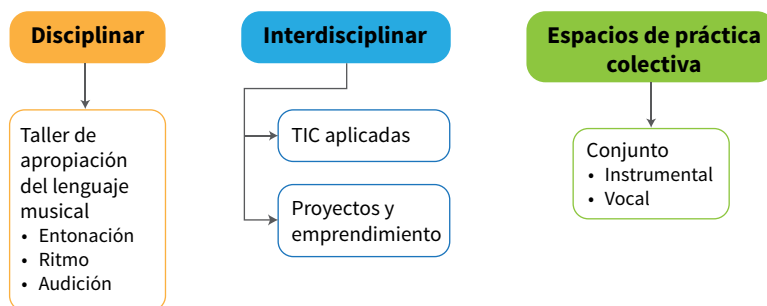 Disciplinar
Taller de
apropiación
del lenguaje
musical
• Entonación
• Ritmo
• Audición
Interdisciplinar
TIC aplicadas
Proyectos y
emprendimiento
Espacios de práctica
colectiva
Conjunto
• Instrumental
• Vocal